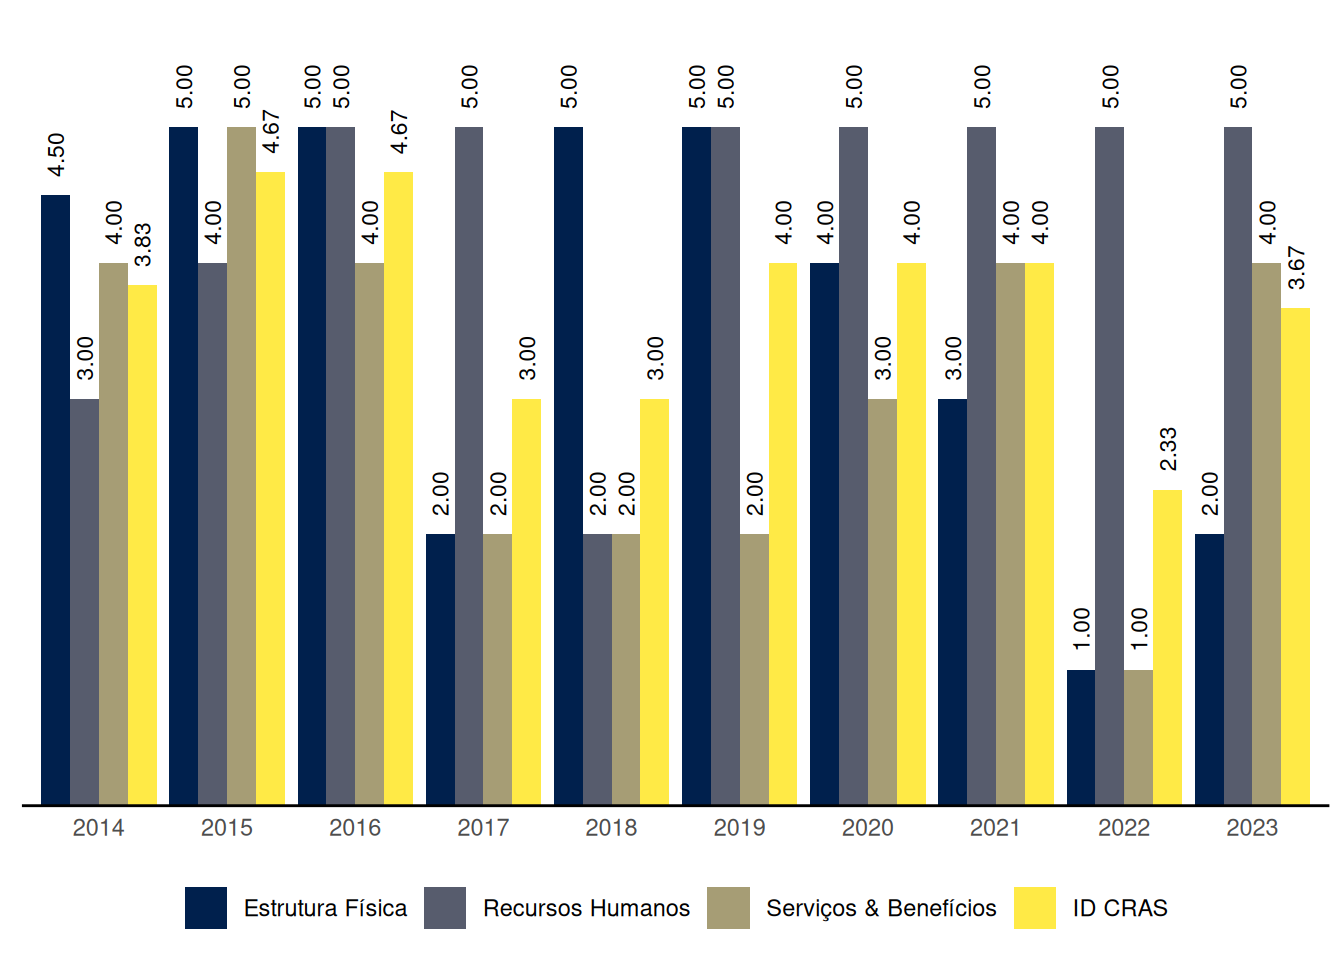 4.50 3.00 4.00 3.83
5.00 4.00 5.00 4.67
5.00 5.00 4.00 4.67
2.00 5.00 2.00 3.00
5.00 2.00 2.00 3.00
5.00 5.00 2.00 4.00
4.00 5.00 3.00 4.00
3.00 5.00 4.00 4.00
1.00 5.00 1.00 2.33
2.00 5.00 4.00 3.67
2014 2015 2016 2017 2018 2019 2020 2021 2022 2023
Estrutura Física Recursos Humanos Serviços & Benefícios ID CRAS